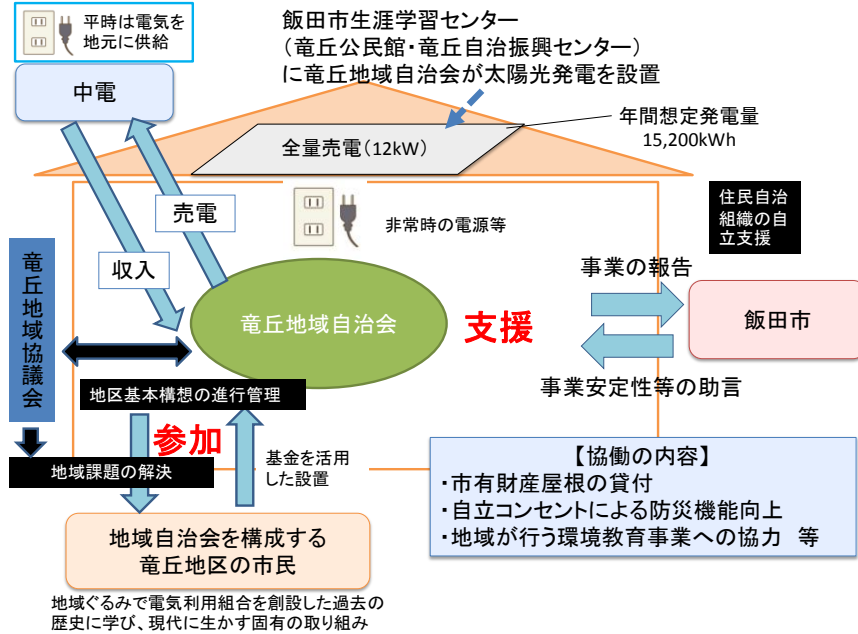 平時は電気を
地元に供給
中電
飯田市生涯学習センター
（竜丘公民館・竜丘自治振興センター）
に竜丘地域自治会が太陽光発電を設置
年間想定発電量
15,200kWh
全量売電（12kW）
売電
収入
非常時の電源等
住民自治
組織の自
立支援
竜丘地域協議会
竜丘地域自治会
支援
事業の報告
飯田市
事業安定性等の助言
地区基本構想の進行管理
参加
地域課題の解決
基金を活用
した設置
【協働の内容】
・市有財産屋根の貸付
・自立コンセントによる防災機能向上
・地域が行う環境教育事業への協力　等
地域自治会を構成する
竜丘地区の市民
地域ぐるみで電気利用組合を創設した過去の
歴史に学び、現代に生かす固有の取り組み